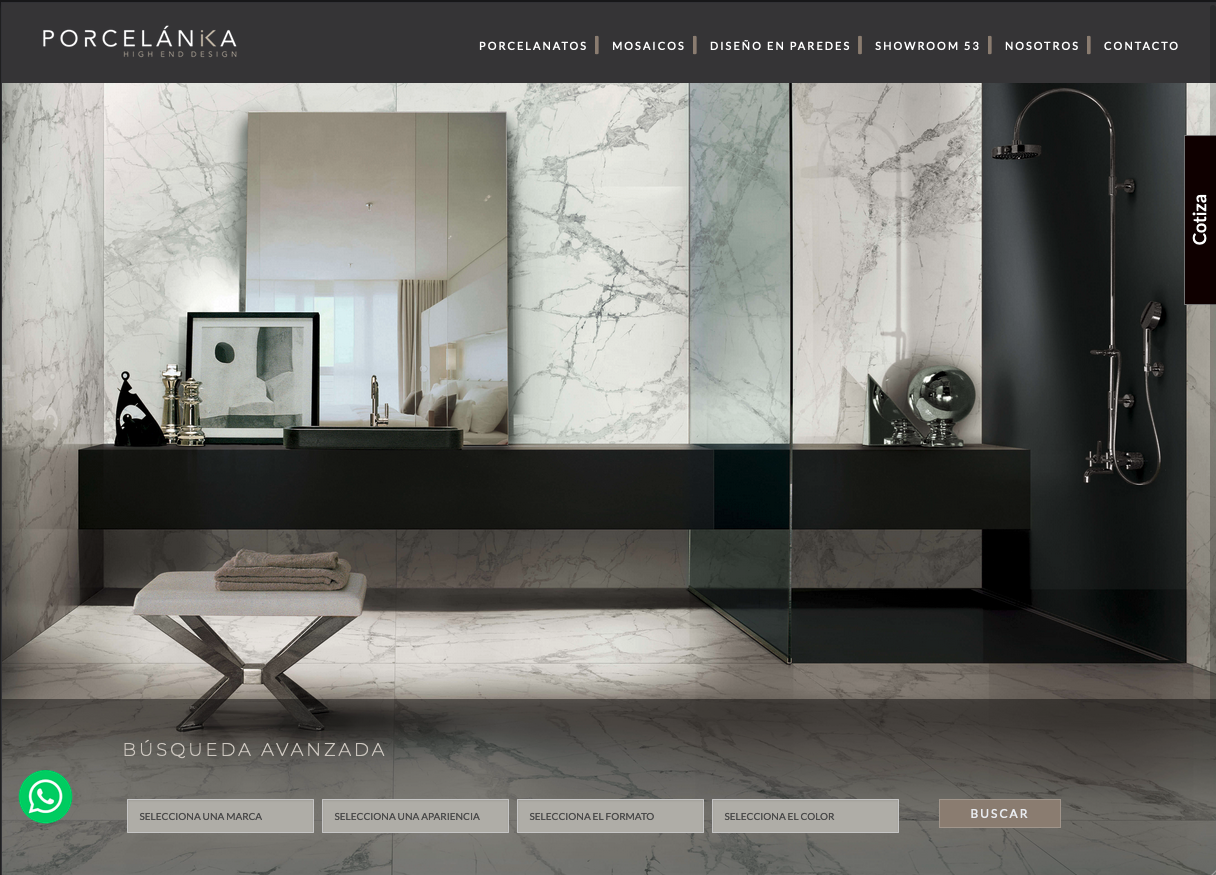 PORCELÁNiKA
HIGH END DESIGN
PORCELANATOS
MOSAICOS
DISEÑO EN PAREDES
SHOWROOM 53
NOSOTROS
CONTACTO
Cotiza
BÚSQUEDA AVANZADA
SELECCIONA UNA MARCA
SELECCIONA UNA APARIENCIA
SELECCIONA EL FORMATO
SELECCIONA EL COLOR
BUSCAR